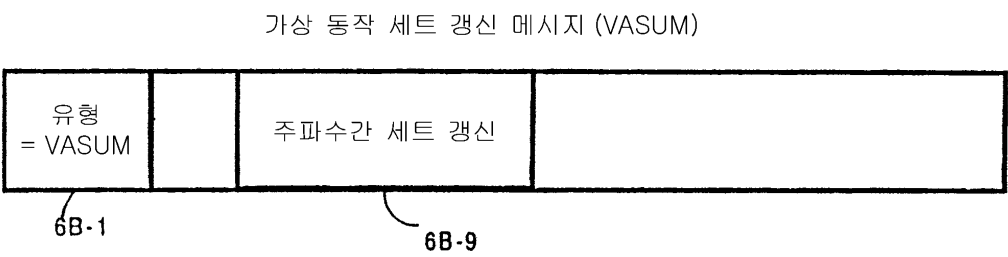 가상 동작 세트 갱신 메시지 (VASUM)
유형
= VASUM
주파수간 세트 갱신
6B-1
6B-9